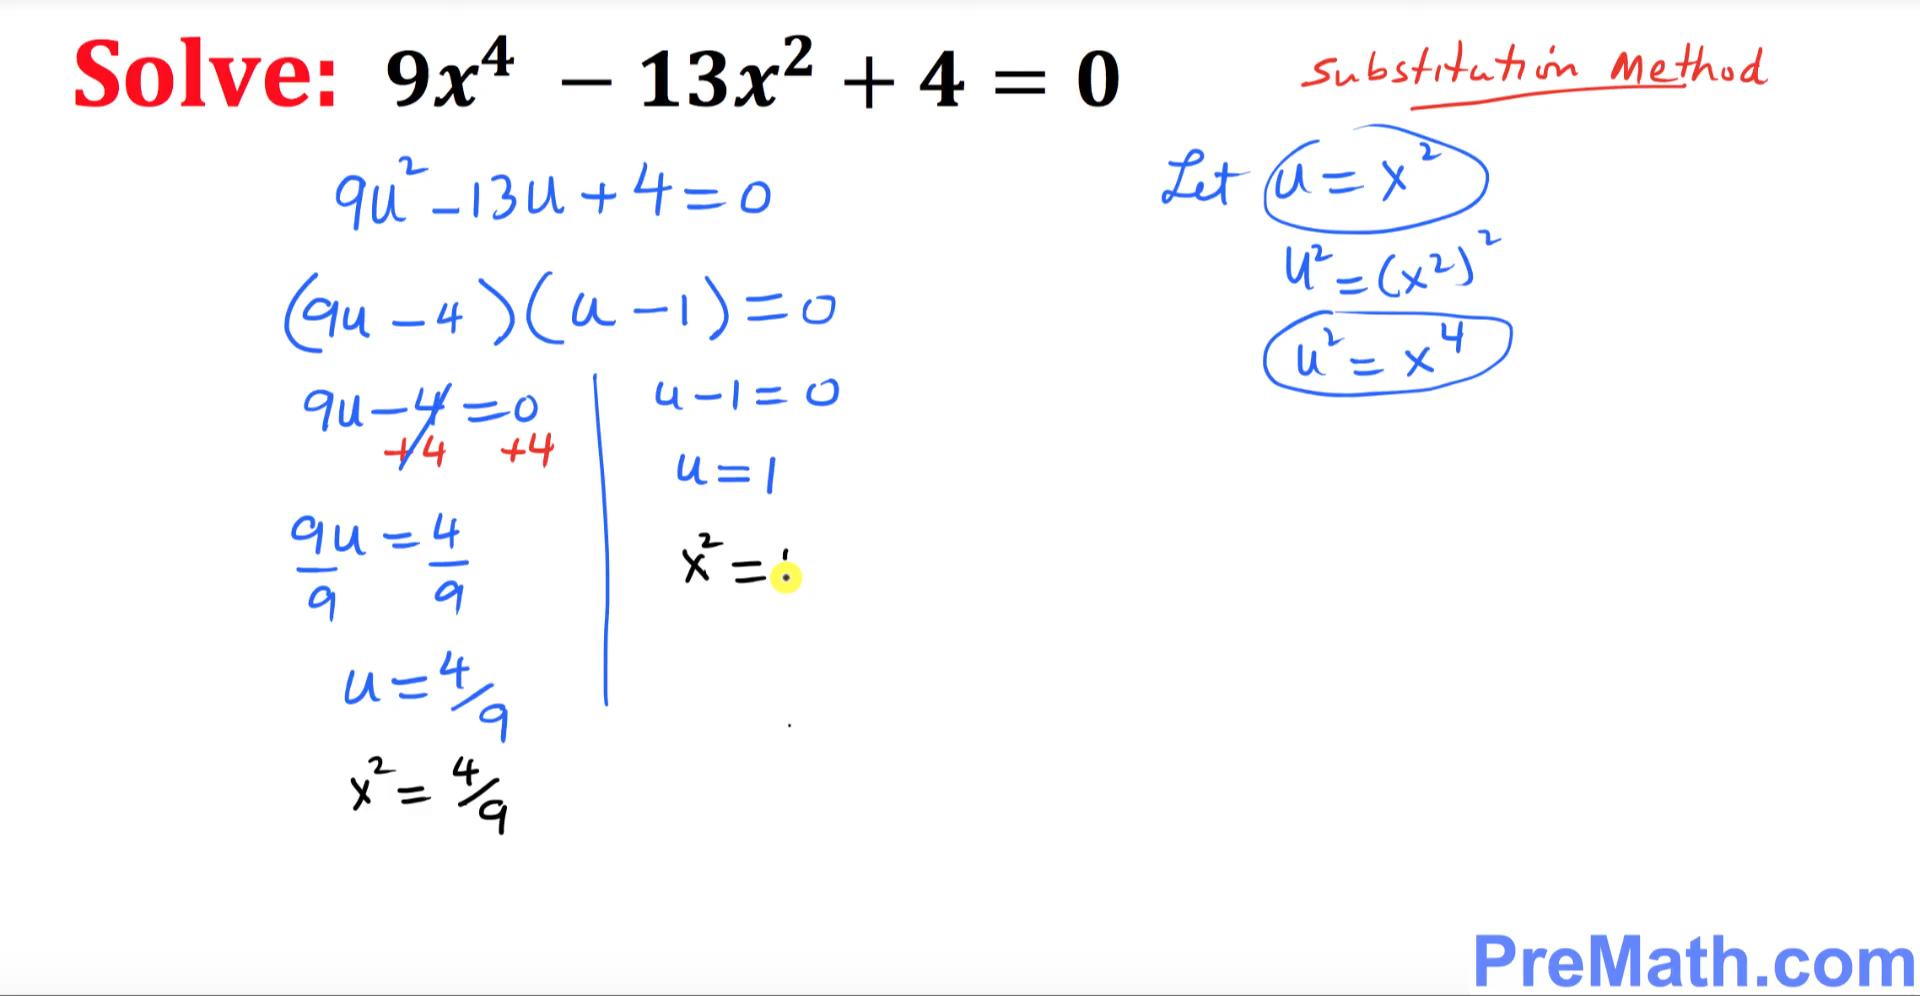 Solve: 9x⁴ − 13x² + 4 = 0
Substitution Method
Let u = x²
u² = (x²)²
u² = x⁴
9u² − 13u + 4 = 0
(9u − 4)(u − 1) = 0
9u − 4 = 0
+4 +4
9u = 4
9 9
u = 4/9
x² = 4/9
u − 1 = 0
u = 1
x² =
PreMath.com